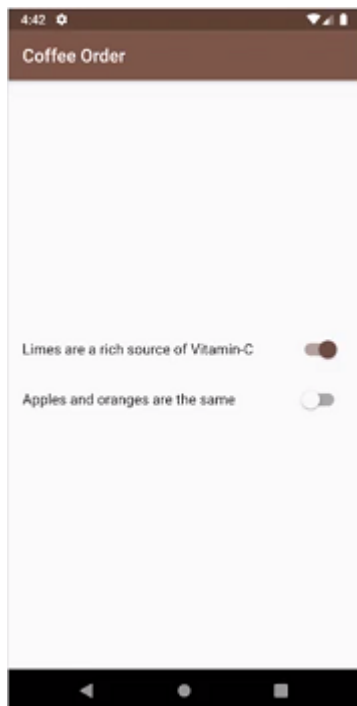 4:42
Coffee Order
Limes are a rich source of Vitamin-C
Apples and oranges are the same